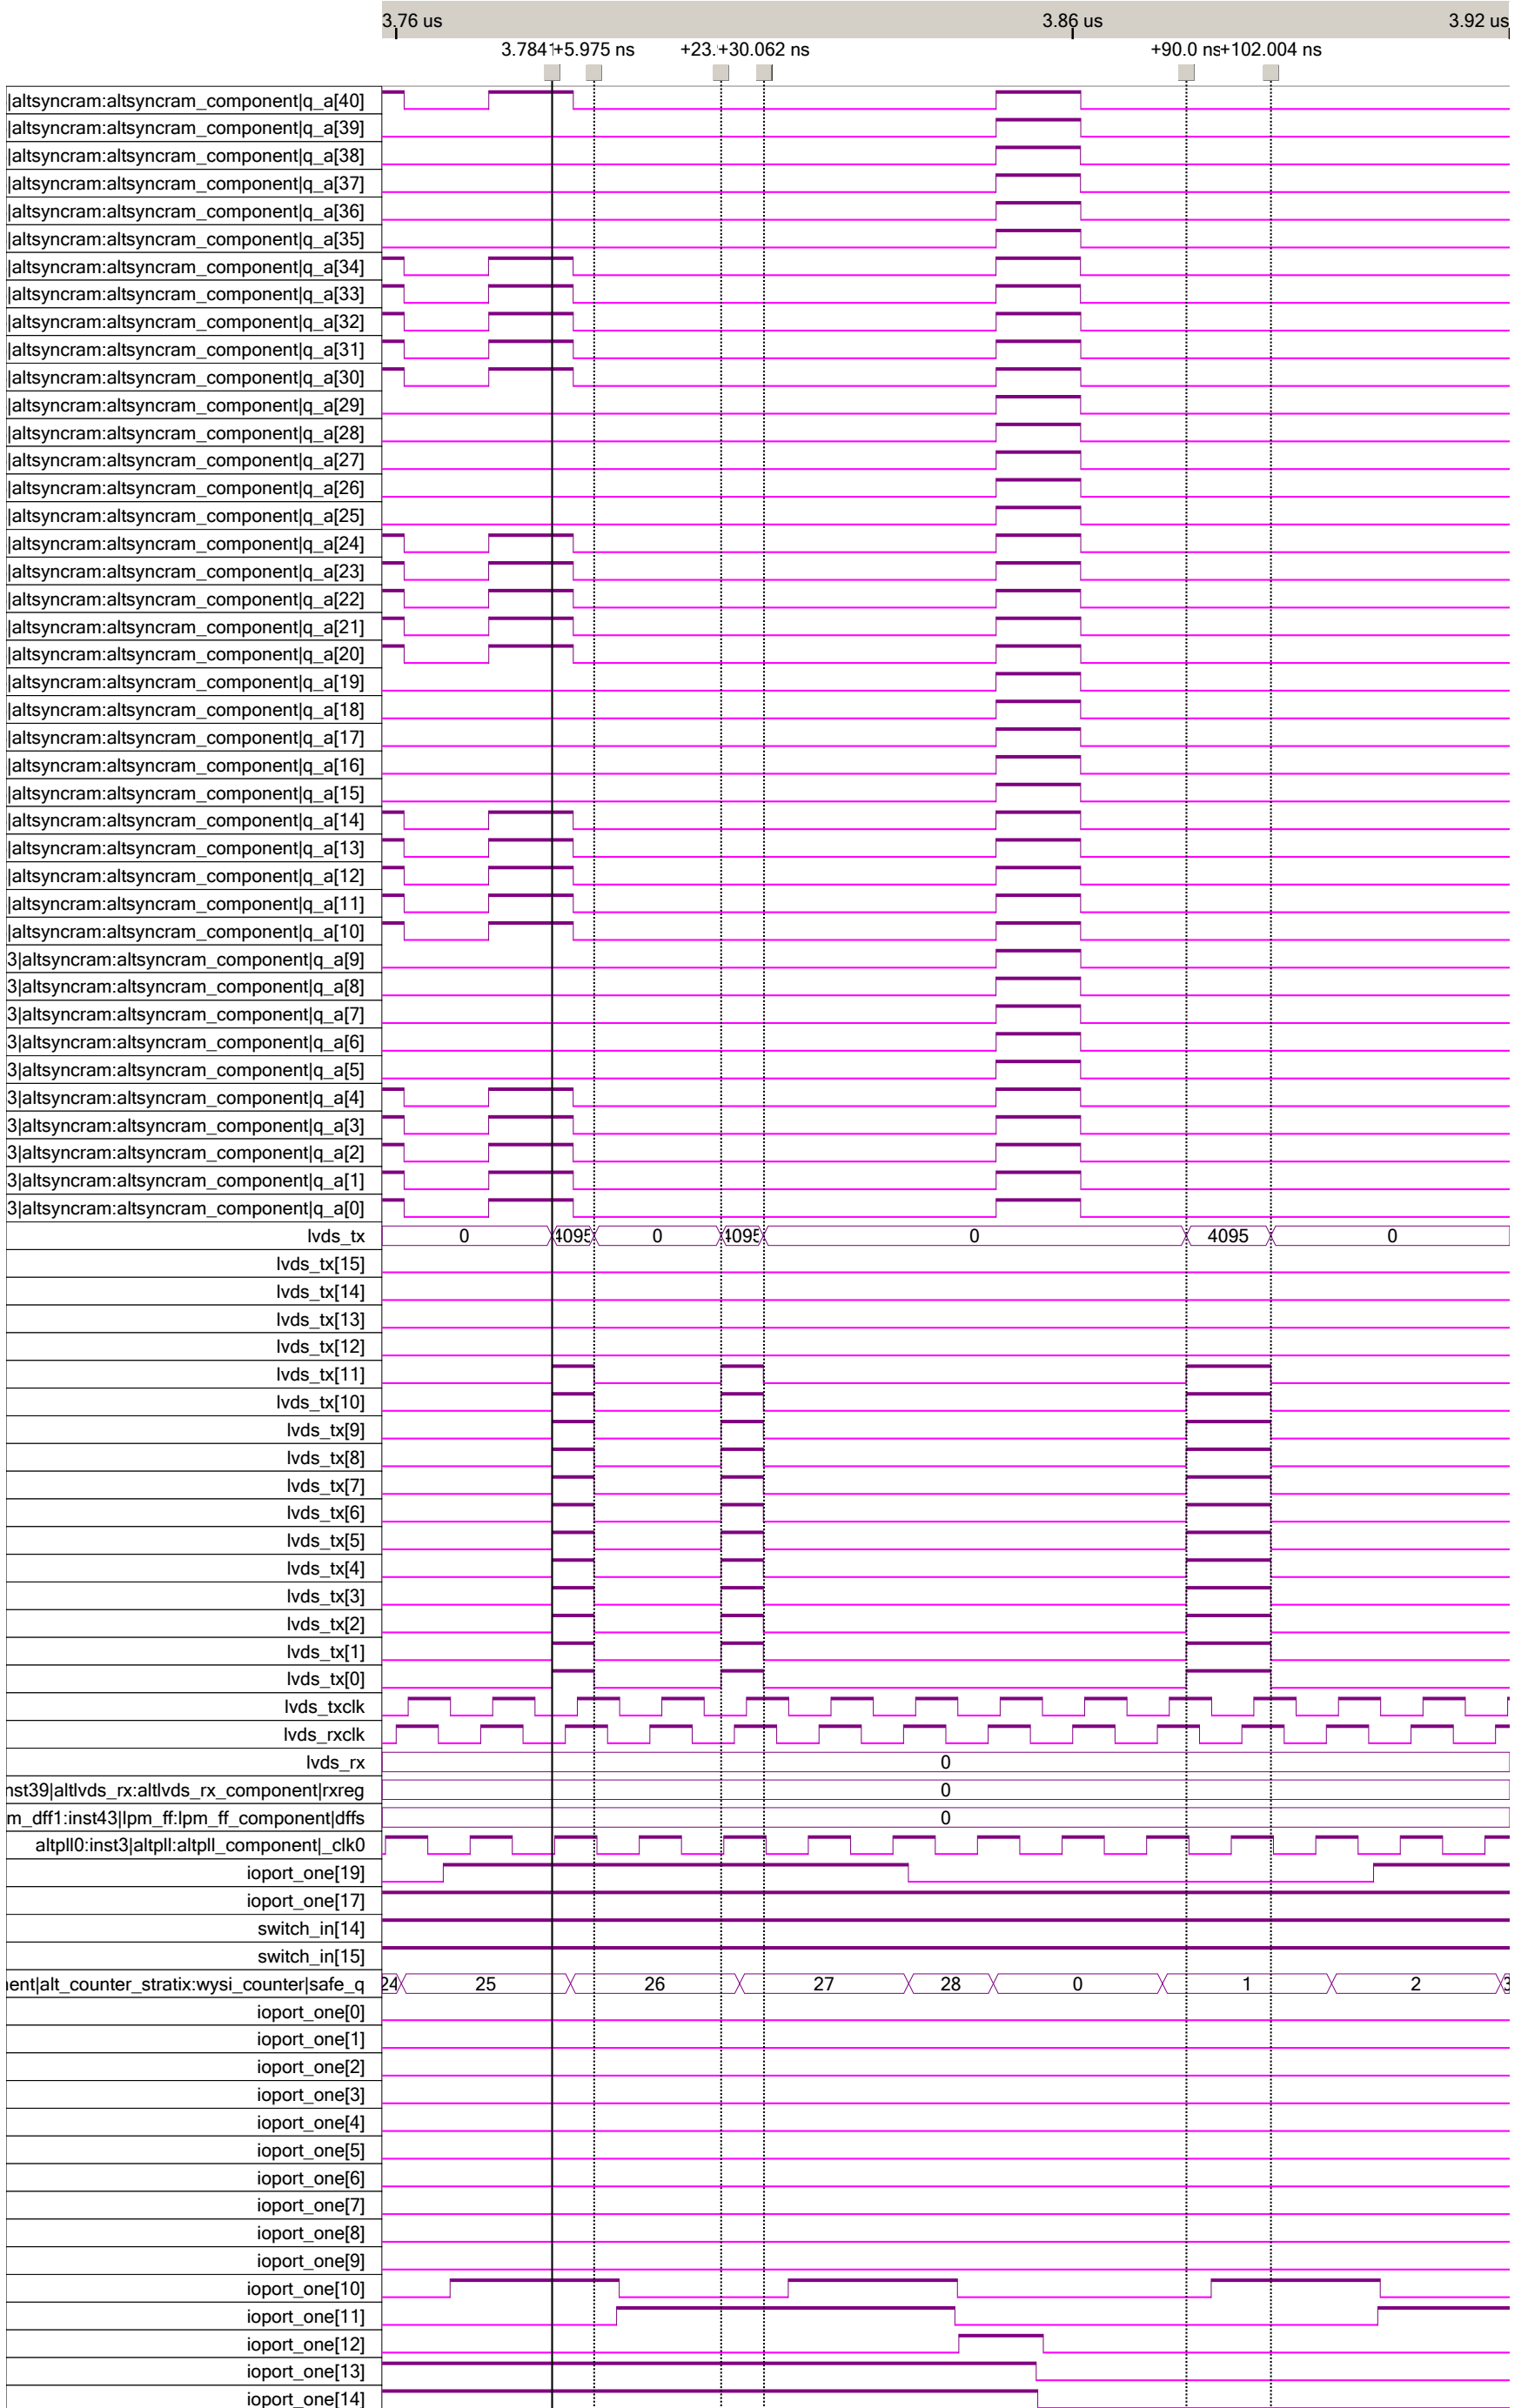 3.76 us 3.86 us 3.92 us
+5.975 ns +30.062 ns +90.0 ns +102.004 ns
|altsyncram:altsyncram_component|q_a[40]
|altsyncram:altsyncram_component|q_a[39]
|altsyncram:altsyncram_component|q_a[38]
|altsyncram:altsyncram_component|q_a[37]
|altsyncram:altsyncram_component|q_a[36]
|altsyncram:altsyncram_component|q_a[35]
|altsyncram:altsyncram_component|q_a[34]
|altsyncram:altsyncram_component|q_a[33]
|altsyncram:altsyncram_component|q_a[32]
|altsyncram:altsyncram_component|q_a[31]
|altsyncram:altsyncram_component|q_a[30]
|altsyncram:altsyncram_component|q_a[29]
|altsyncram:altsyncram_component|q_a[28]
|altsyncram:altsyncram_component|q_a[27]
|altsyncram:altsyncram_component|q_a[26]
|altsyncram:altsyncram_component|q_a[25]
|altsyncram:altsyncram_component|q_a[24]
|altsyncram:altsyncram_component|q_a[23]
|altsyncram:altsyncram_component|q_a[22]
|altsyncram:altsyncram_component|q_a[21]
|altsyncram:altsyncram_component|q_a[20]
|altsyncram:altsyncram_component|q_a[19]
|altsyncram:altsyncram_component|q_a[18]
|altsyncram:altsyncram_component|q_a[17]
|altsyncram:altsyncram_component|q_a[16]
|altsyncram:altsyncram_component|q_a[15]
|altsyncram:altsyncram_component|q_a[14]
|altsyncram:altsyncram_component|q_a[13]
|altsyncram:altsyncram_component|q_a[12]
|altsyncram:altsyncram_component|q_a[11]
|altsyncram:altsyncram_component|q_a[10]
3|altsyncram:altsyncram_component|q_a[9]
3|altsyncram:altsyncram_component|q_a[8]
3|altsyncram:altsyncram_component|q_a[7]
3|altsyncram:altsyncram_component|q_a[6]
3|altsyncram:altsyncram_component|q_a[5]
3|altsyncram:altsyncram_component|q_a[4]
3|altsyncram:altsyncram_component|q_a[3]
3|altsyncram:altsyncram_component|q_a[2]
3|altsyncram:altsyncram_component|q_a[1]
3|altsyncram:altsyncram_component|q_a[0]
lvds_tx 0 4095 0 4095 0 4095 0
lvds_tx[15]
lvds_tx[14]
lvds_tx[13]
lvds_tx[12]
lvds_tx[11]
lvds_tx[10]
lvds_tx[9]
lvds_tx[8]
lvds_tx[7]
lvds_tx[6]
lvds_tx[5]
lvds_tx[4]
lvds_tx[3]
lvds_tx[2]
lvds_tx[1]
lvds_tx[0]
lvds_txclk
lvds_rxclk
lvds_rx 0
nst39|altlvds_rx:altlvds_rx_component|rxreg 0
m_dff1:inst43|lpm_ff:lpm_ff_component|dffs 0
altpll0:inst3|altpll:altpll_component|_clk0
ioport_one[19]
ioport_one[17]
switch_in[14]
switch_in[15]
ent|alt_counter_stratix:wysi_counter|safe_q 24 25 26 27 28 0 1 2 3
ioport_one[0]
ioport_one[1]
ioport_one[2]
ioport_one[3]
ioport_one[4]
ioport_one[5]
ioport_one[6]
ioport_one[7]
ioport_one[8]
ioport_one[9]
ioport_one[10]
ioport_one[11]
ioport_one[12]
ioport_one[13]
ioport_one[14]